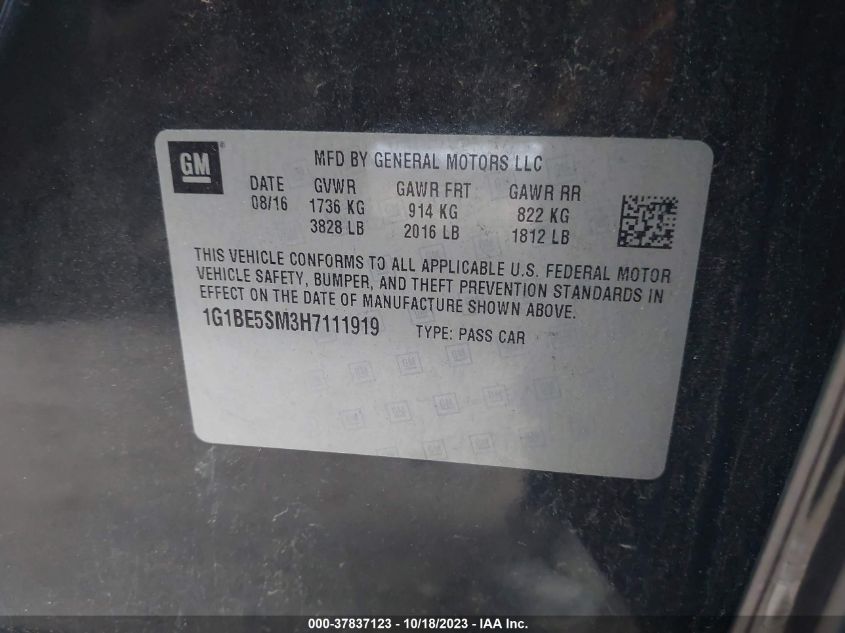 GM
MFD BY GENERAL MOTORS LLC
DATE GVWR GAWR FRT GAWR RR
08/16 1736 KG 914 KG 822 KG
3828 LB 2016 LB 1812 LB
THIS VEHICLE CONFORMS TO ALL APPLICABLE U.S. FEDERAL MOTOR
VEHICLE SAFETY, BUMPER, AND THEFT PREVENTION STANDARDS IN
EFFECT ON THE DATE OF MANUFACTURE SHOWN ABOVE.
1G1BE5SM3H7111919 TYPE: PASS CAR
000-37837123 - 10/18/2023 - IAA Inc.